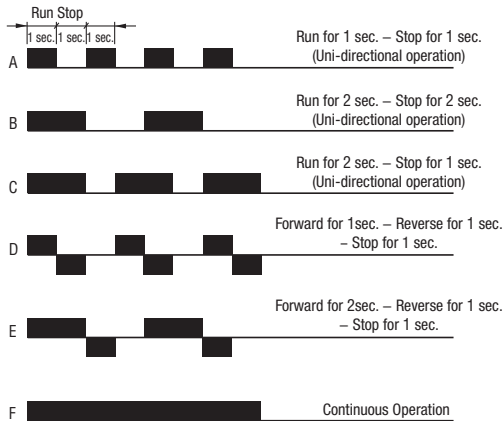 Run Stop
1 sec. 1 sec. 1 sec.
A
Run for 1 sec. – Stop for 1 sec.
(Uni-directional operation)
B
Run for 2 sec. – Stop for 2 sec.
(Uni-directional operation)
C
Run for 2 sec. – Stop for 1 sec.
(Uni-directional operation)
D
Forward for 1sec. – Reverse for 1 sec.
– Stop for 1 sec.
E
Forward for 2sec. – Reverse for 1 sec.
– Stop for 1 sec.
F
Continuous Operation